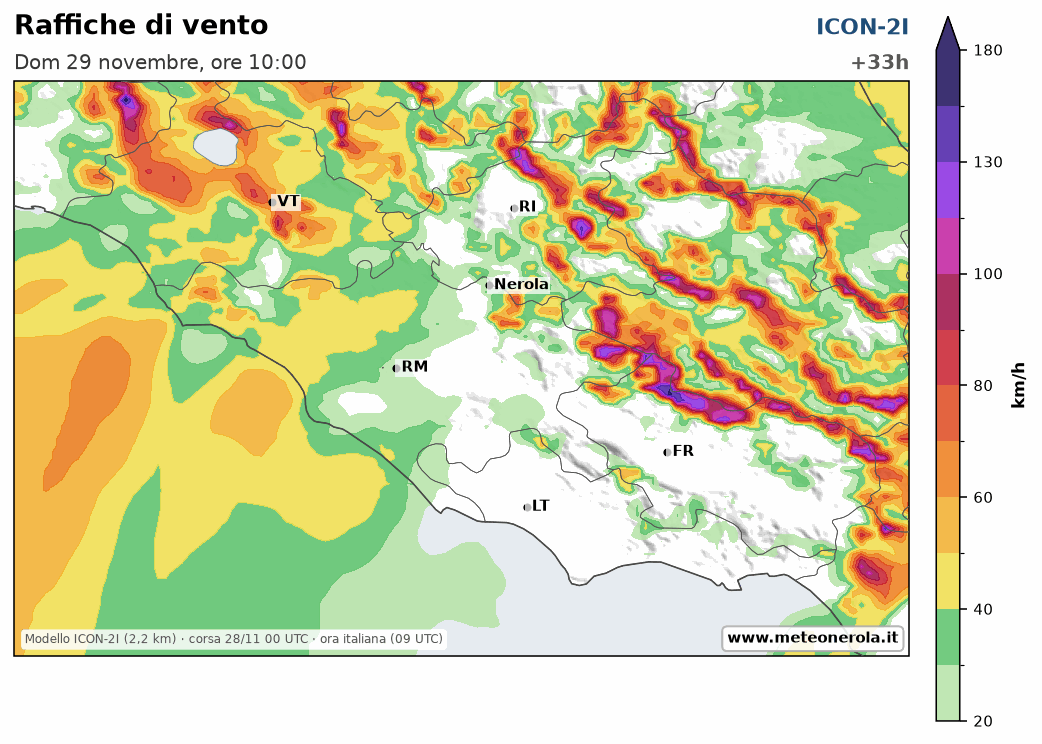 Raffiche di vento
ICON-2I
Dom 29 novembre, ore 10:00
+33h
180
130
100
80
60
40
20
km/h
VT
RI
Nerola
RM
FR
LT
L
Modello ICON-2I (2,2 km) · corsa 28/11 00 UTC · ora italiana (09 UTC)
www.meteonerola.it